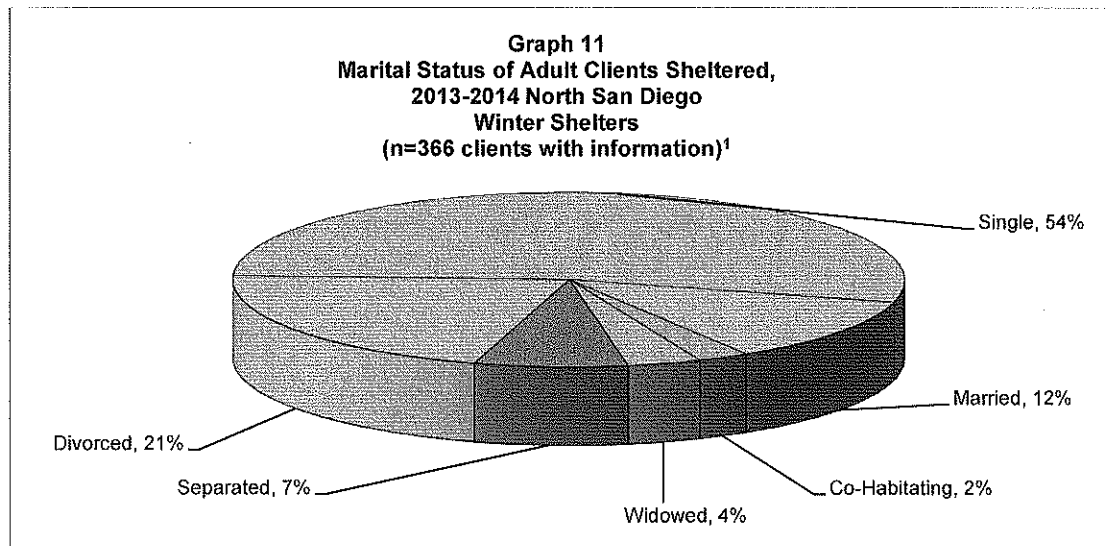 Graph 11
Marital Status of Adult Clients Sheltered,
2013-2014 North San Diego
Winter Shelters
(n=366 clients with information)1
Single, 54%
Married, 12%
Divorced, 21%
Separated, 7%
Co-Habitating, 2%
Widowed, 4%